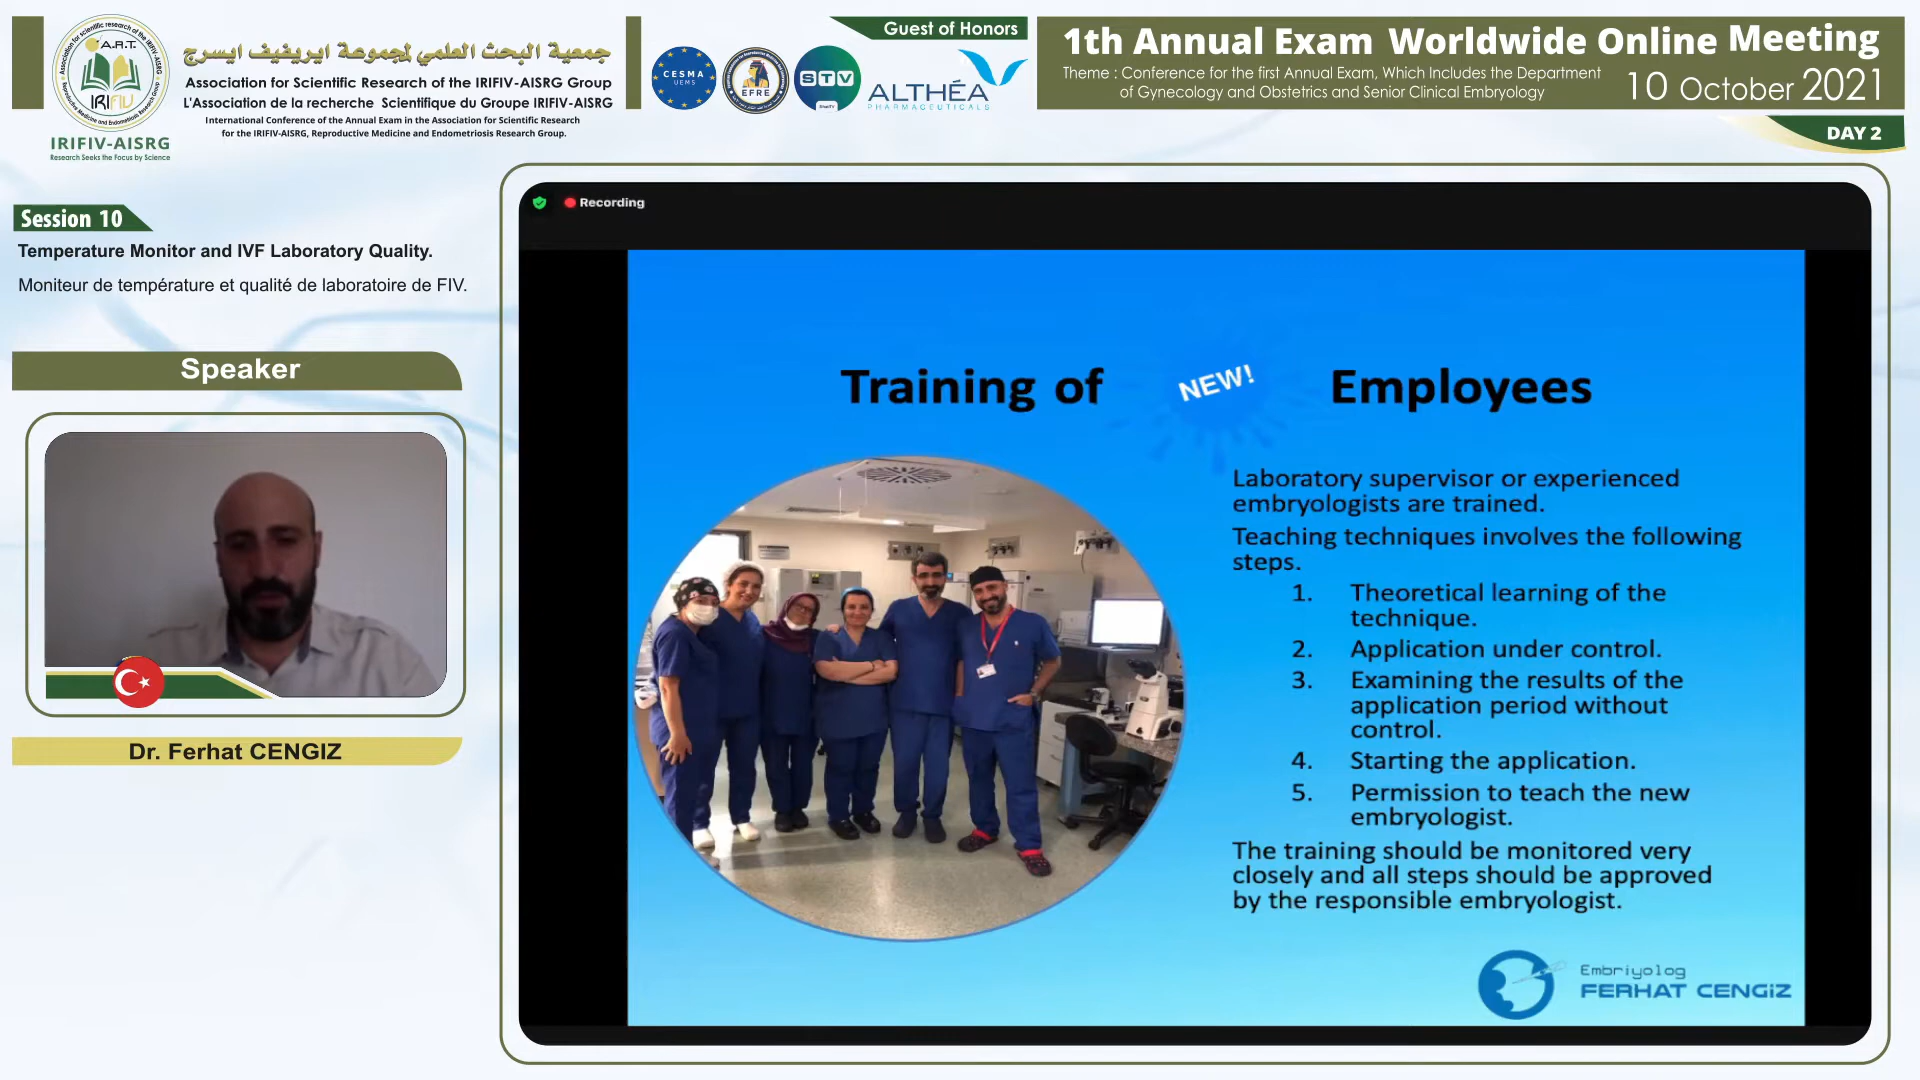 A.R.T.
IRIFIV
IRIFIV-AISRG
Research Seeks the Focus by Science
جمعية البحث العلمي لمجموعة ايريفيف ايسرج
Association for Scientific Research of the IRIFIV-AISRG Group
L'Association de la recherche Scientifique du Groupe IRIFIV-AISRG
International Conference of the Annual Exam in the Association for Scientific Research
for the IRIFIV-AISRG, Reproductive Medicine and Endometriosis Research Group.
Guest of Honors
CESMA
UEMS
EFRE
STV
ALTHÉA
PHARMACEUTICALS
1th Annual Exam Worldwide Online Meeting
Theme : Conference for the first Annual Exam, Which Includes the Department
of Gynecology and Obstetrics and Senior Clinical Embryology
10 October 2021
DAY 2
Session 10
Temperature Monitor and IVF Laboratory Quality.
Moniteur de température et qualité de laboratoire de FIV.
Speaker
Dr. Ferhat CENGIZ
Recording
Training of NEW! Employees
Laboratory supervisor or experienced
embryologists are trained.
Teaching techniques involves the following
steps.
1. Theoretical learning of the
technique.
2. Application under control.
3. Examining the results of the
application period without
control.
4. Starting the application.
5. Permission to teach the new
embryologist.
The training should be monitored very
closely and all steps should be approved
by the responsible embryologist.
Embriyolog
FERHAT CENGİZ